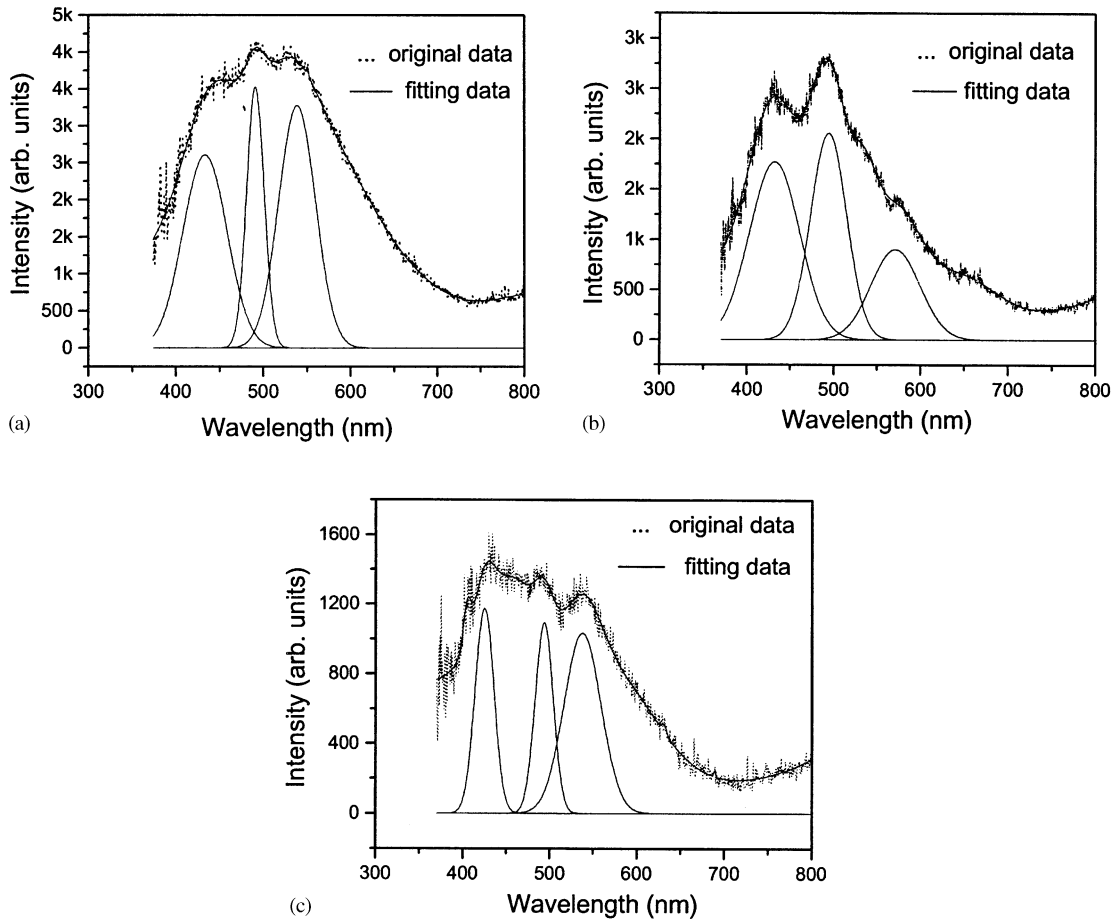 5k
4k
4k
3k
3k
2k
2k
1k
1k
500
0
Intensity (arb. units)
... original data
fitting data
300 400 500 600 700 800
Wavelength (nm)
(a)
3k
3k
2k
2k
1k
1k
500
0
Intensity (arb. units)
... original data
fitting data
300 400 500 600 700 800
Wavelength (nm)
(b)
1600
1200
800
400
0
Intensity (arb. units)
... original data
fitting data
300 400 500 600 700 800
Wavelength (nm)
(c)